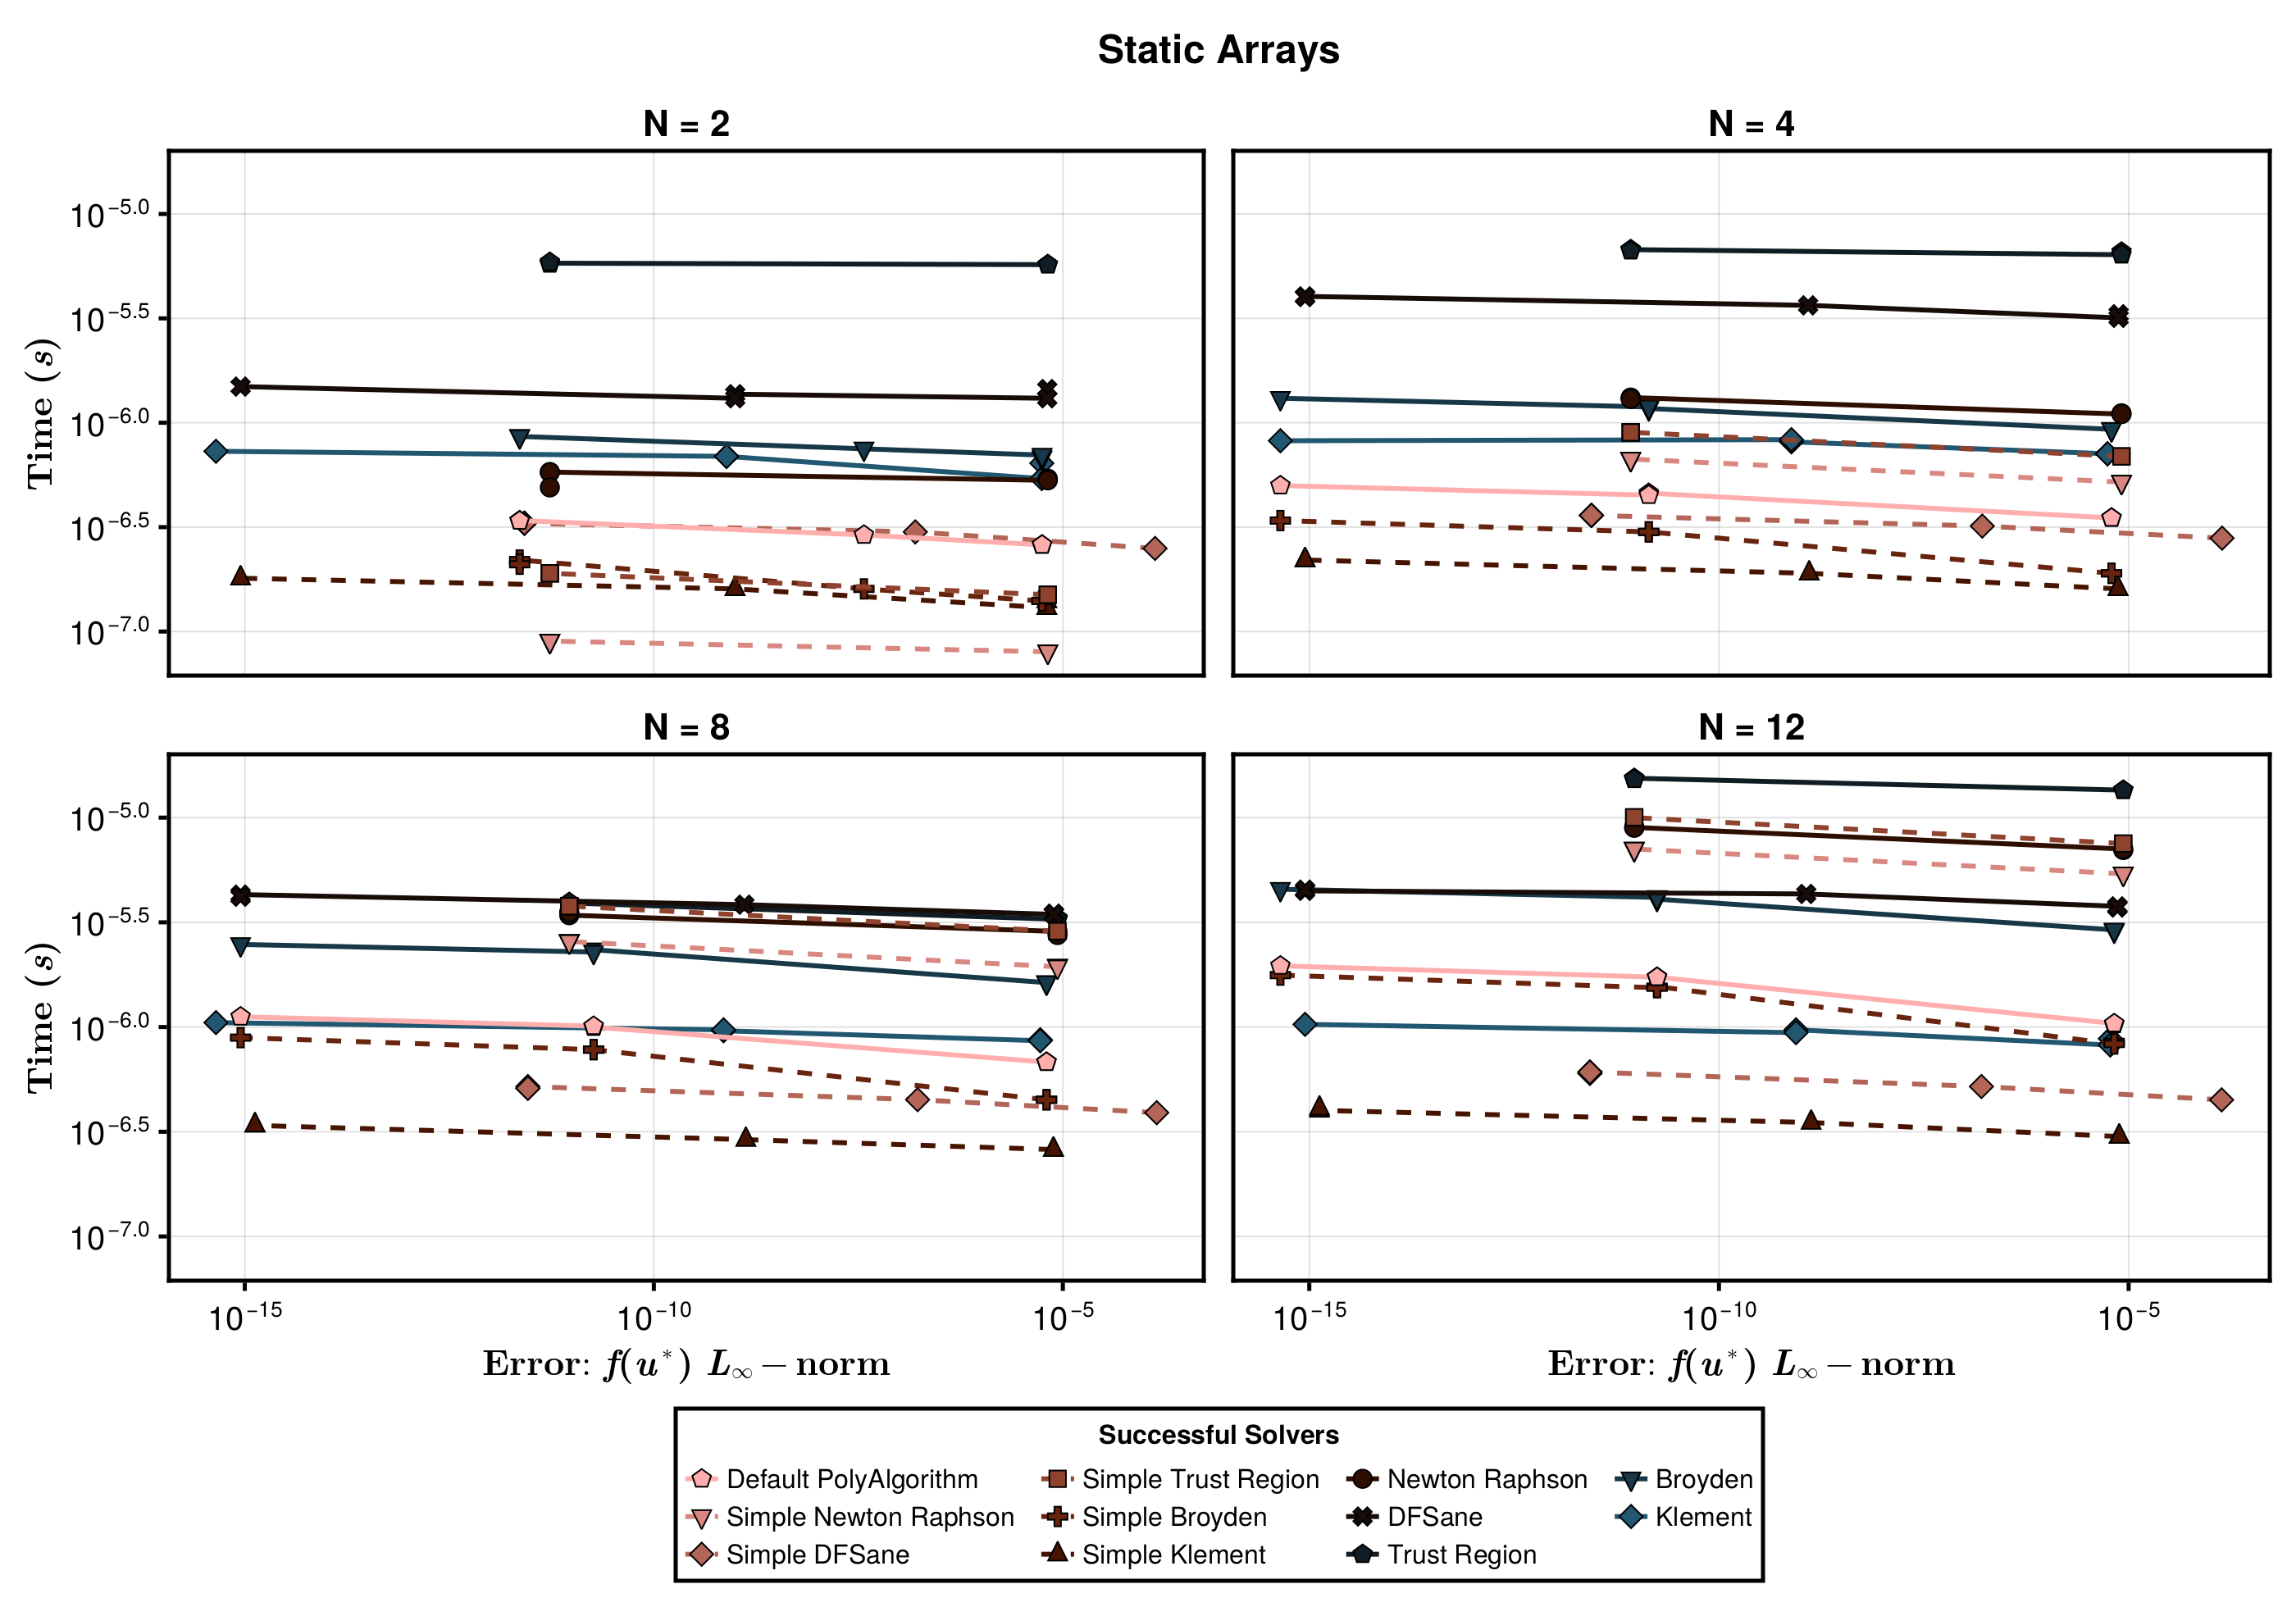 Static Arrays
N = 2
N = 4
10^−5.0
10^−5.5
10^−6.0
10^−6.5
10^−7.0
Time (s)
N = 8
N = 12
10^−5.0
10^−5.5
10^−6.0
10^−6.5
10^−7.0
Time (s)
10^−15 10^−10 10^−5
10^−15 10^−10 10^−5
Error: f(u*) L∞ − norm
Error: f(u*) L∞ − norm
Successful Solvers
Default PolyAlgorithm Simple Trust Region Newton Raphson Broyden
Simple Newton Raphson Simple Broyden DFSane Klement
Simple DFSane Simple Klement Trust Region